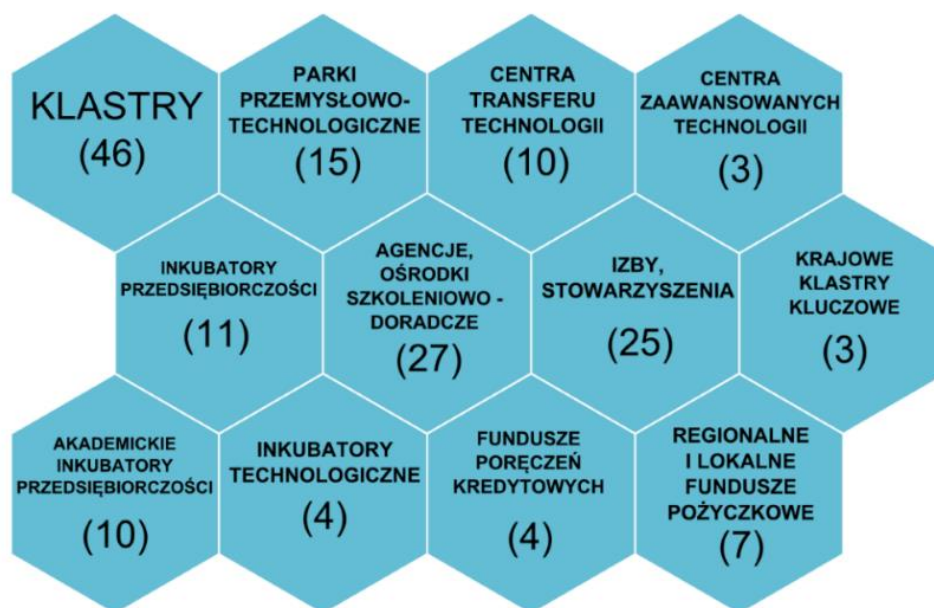 KLASTRY
(46)
PARKI
PRZEMYSŁOWO-
TECHNOLOGICZNE
(15)
CENTRA
TRANSFERU
TECHNOLOGII
(10)
CENTRA
ZAAWANSOWANYCH
TECHNOLOGII
(3)
INKUBATORY
PRZEDSIĘBIORCZOŚCI
(11)
AGENCJE,
OŚRODKI
SZKOLENIOWO -
DORADCZE
(27)
IZBY,
STOWARZYSZENIA
(25)
KRAJOWE
KLASTRY
KLUCZOWE
(3)
AKADEMICKIE
INKUBATORY
PRZEDSIĘBIORCZOŚCI
(10)
INKUBATORY
TECHNOLOGICZNE
(4)
FUNDUSZE
PORĘCZEŃ
KREDYTOWYCH
(4)
REGIONALNE
I LOKALNE
FUNDUSZE
POŻYCZKOWE
(7)